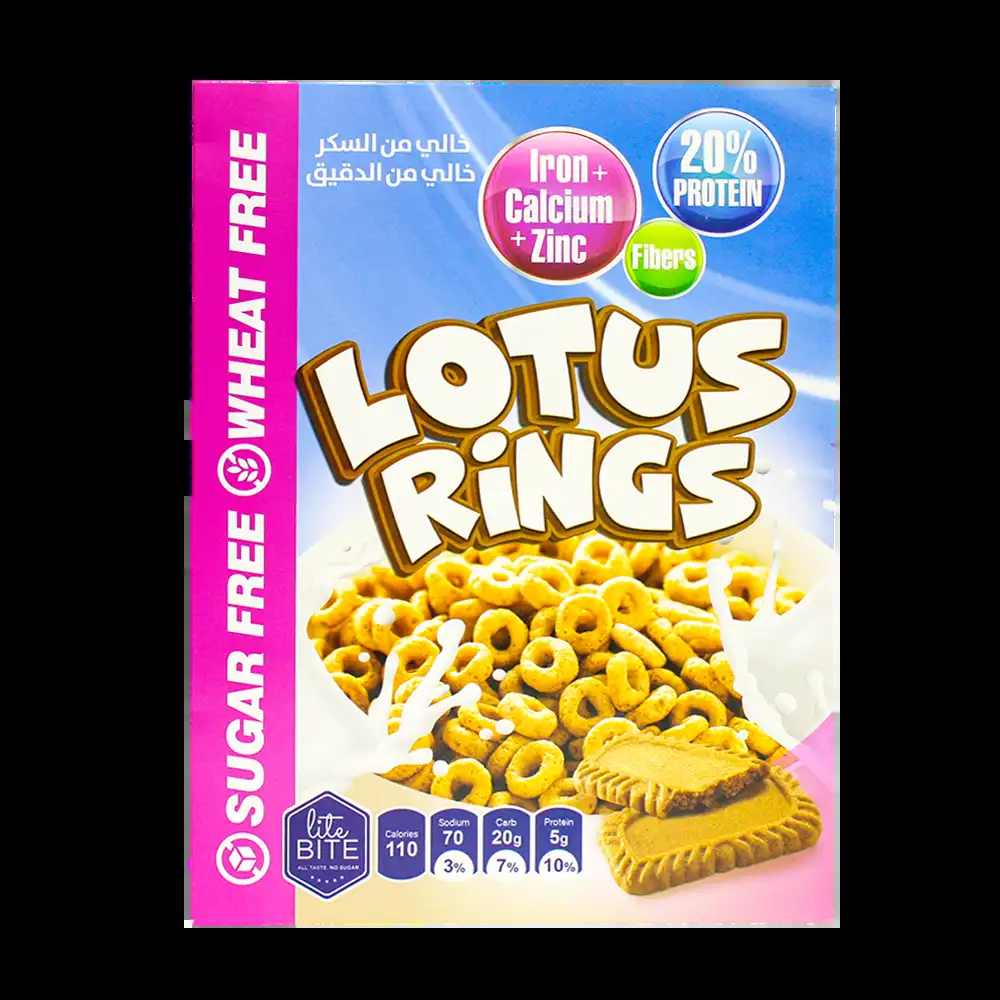 SUGAR FREE WHEAT FREE
خالي من السكر
خالي من الدقيق
Iron+
Calcium
+Zinc
20%
PROTEIN
Fibers
LOTUS
RiNGS
lite
BITE
ALL TASTE. NO SUGAR
Calories
110
Sodium
70
3%
Carb
20g
7%
Protein
5g
10%